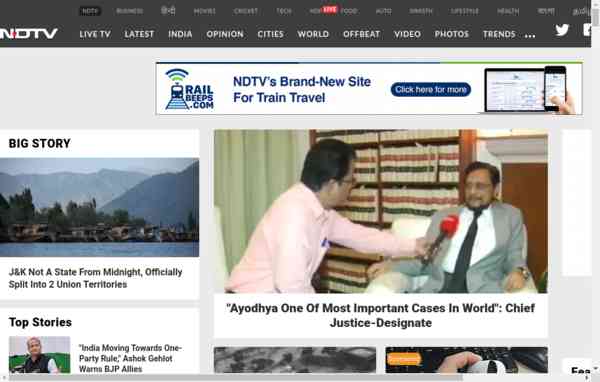 NDTV BUSINESS हिन्दी MOVIES CRICKET TECH HOP LIVE FOOD AUTO SWASTH LIFESTYLE HEALTH বাংলা தமிழ்
NDTV LIVE TV LATEST INDIA OPINION CITIES WORLD OFFBEAT VIDEO PHOTOS TRENDS ...
RAIL
BEEPS
.COM
NDTV's Brand-New Site
For Train Travel
Click here for more
BIG STORY
J&K Not A State From Midnight, Officially
Split Into 2 Union Territories
"Ayodhya One Of Most Important Cases In World": Chief
Justice-Designate
Top Stories
"India Moving Towards One-
Party Rule," Ashok Gehlot
Warns BJP Allies
Sponsored
Fea